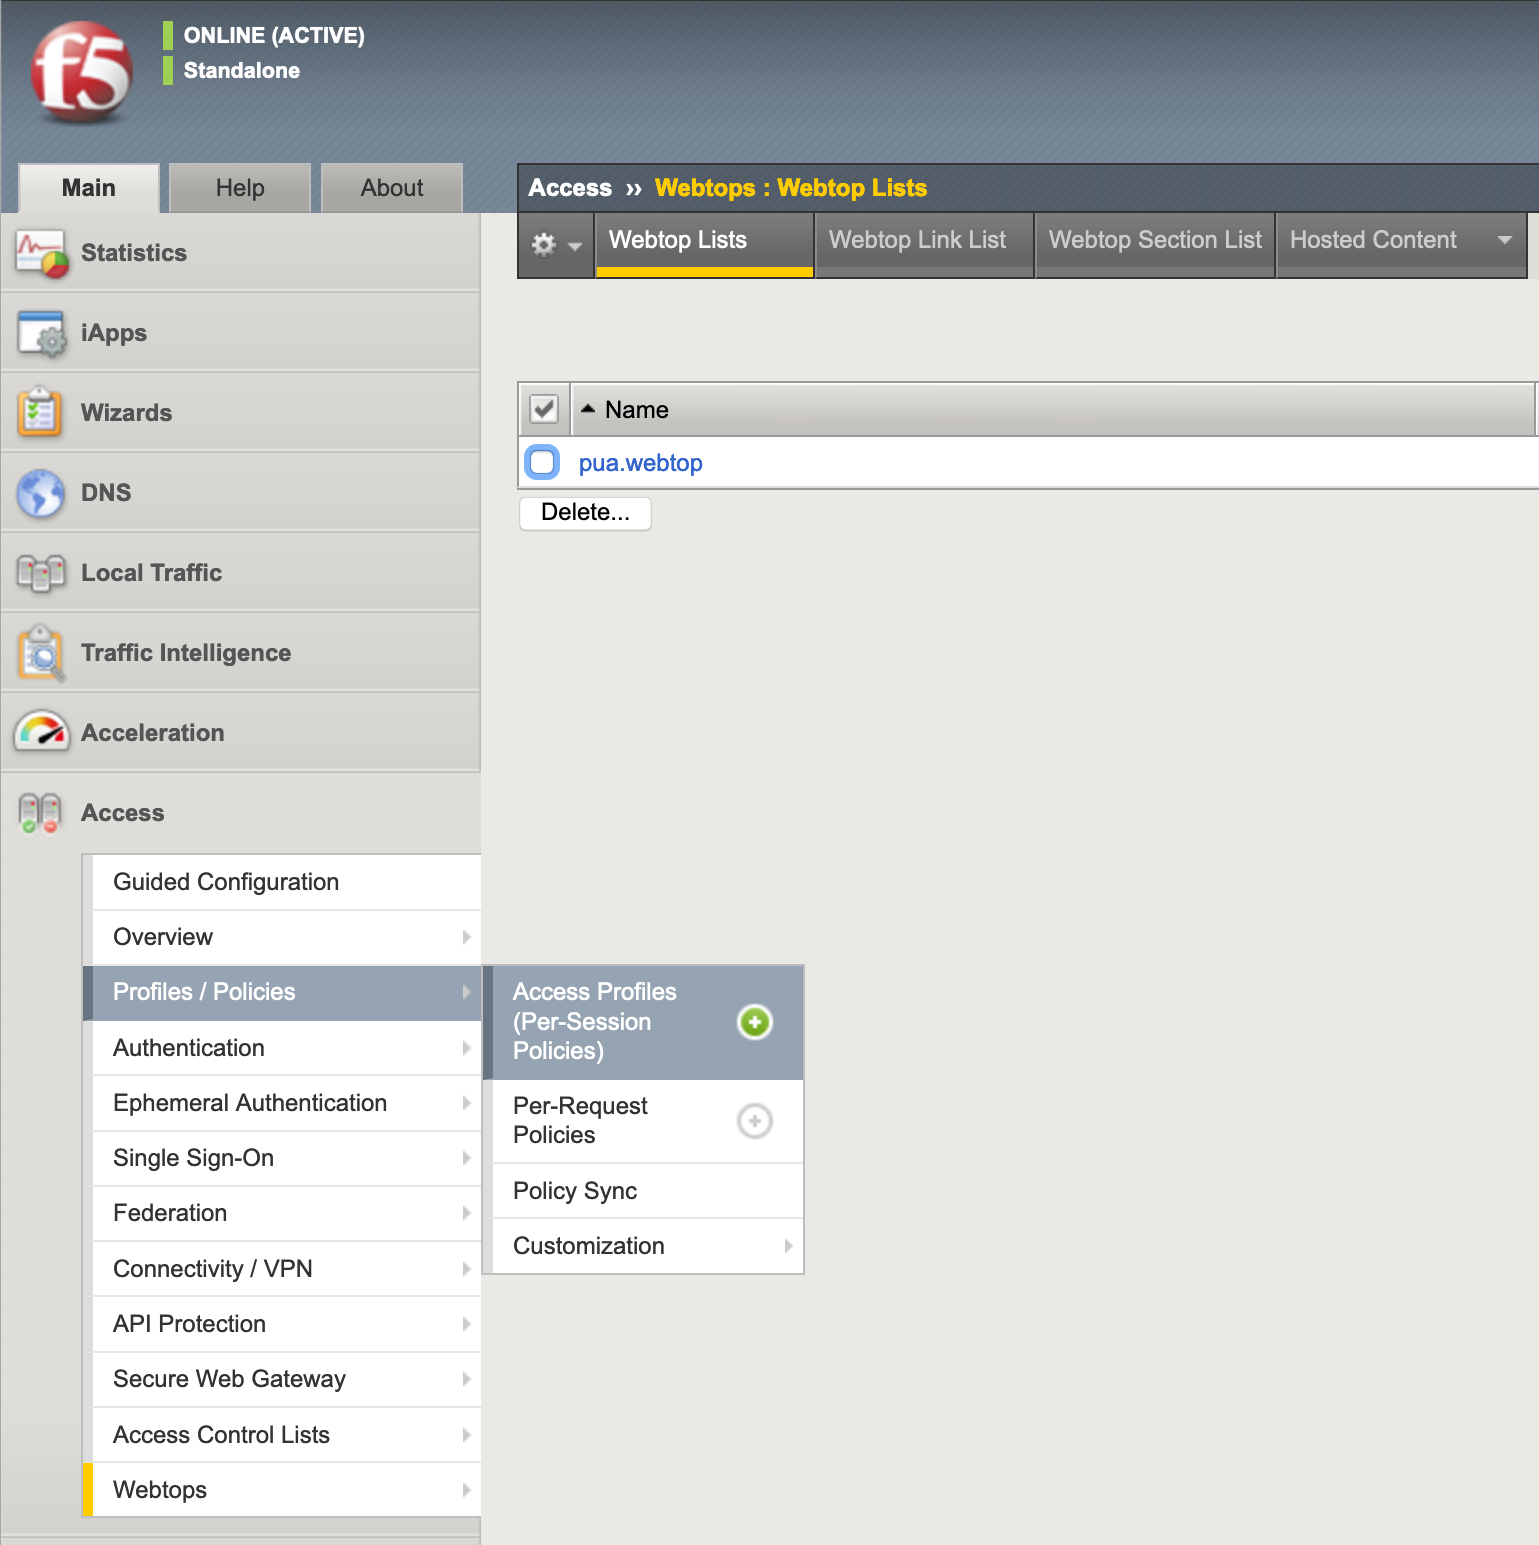 f5
ONLINE (ACTIVE)
Standalone
Main
Help
About
Access ›› Webtops : Webtop Lists
Webtop Lists
Webtop Link List
Webtop Section List
Hosted Content
Statistics
iApps
Wizards
DNS
Local Traffic
Traffic Intelligence
Acceleration
Access
Name
pua.webtop
Delete...
Guided Configuration
Overview
Profiles / Policies
Authentication
Ephemeral Authentication
Single Sign-On
Federation
Connectivity / VPN
API Protection
Secure Web Gateway
Access Control Lists
Webtops
Access Profiles
(Per-Session
Policies)
Per-Request
Policies
Policy Sync
Customization